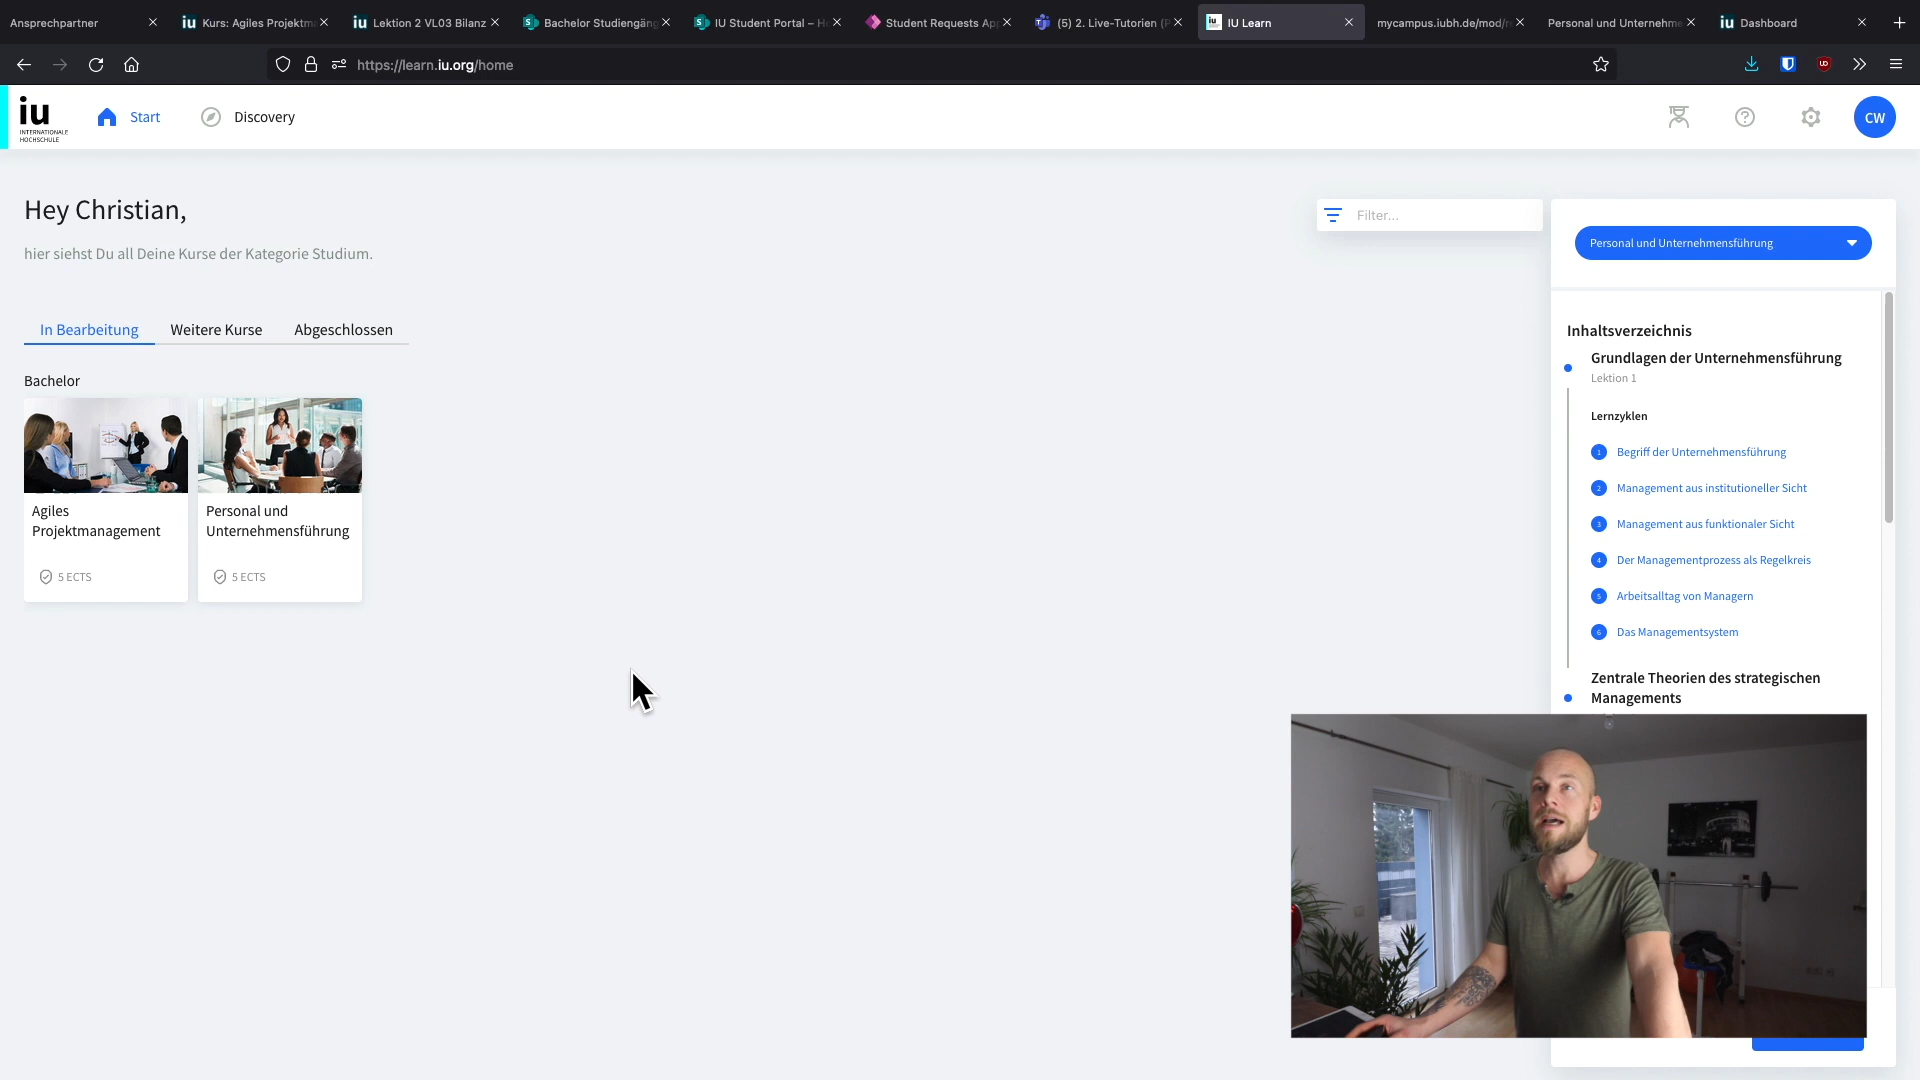 Ansprechpartner
iu Kurs: Agiles Projektm
iu Lektion 2 VL03 Bilanz
Bachelor Studiengäng
IU Student Portal – H
Student Requests Ap
(5) 2. Live-Tutorien (P
iu IU Learn
mycampus.iubh.de/mod/r
Personal und Unternehme
iu Dashboard
https://learn.iu.org/home
iu
INTERNATIONALE
HOCHSCHULE
Start
Discovery
CW
Hey Christian,
hier siehst Du all Deine Kurse der Kategorie Studium.
Filter...
Personal und Unternehmensführung
In Bearbeitung
Weitere Kurse
Abgeschlossen
Bachelor
Agiles
Projektmanagement
5 ECTS
Personal und
Unternehmensführung
5 ECTS
Inhaltsverzeichnis
Grundlagen der Unternehmensführung
Lektion 1
Lernzyklen
1 Begriff der Unternehmensführung
2 Management aus institutioneller Sicht
3 Management aus funktionaler Sicht
4 Der Managementprozess als Regelkreis
5 Arbeitsalltag von Managern
6 Das Managementsystem
Zentrale Theorien des strategischen
Managements